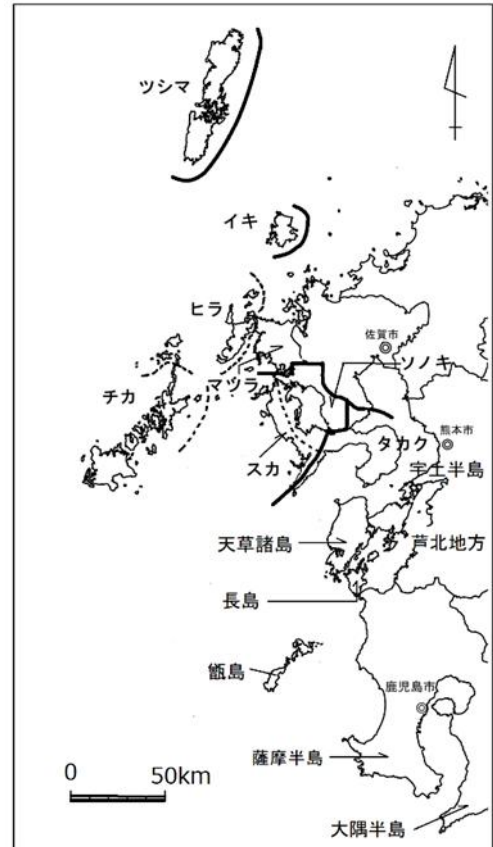 ツシマ
イキ
ヒラ
佐賀市
ソノキ
マツラ
チカ
熊本市
タカク
スカ
宇土半島
天草諸島
芦北地方
長島
甑島
鹿児島市
薩摩半島
0 50km
大隅半島